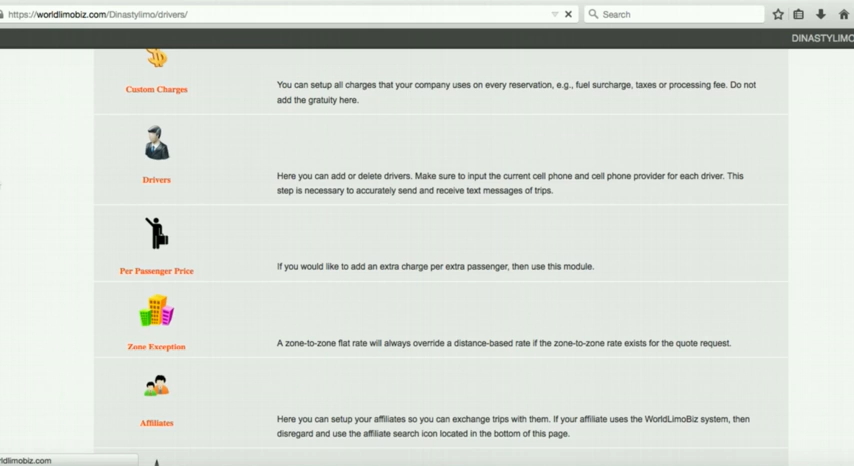 https://worldlimobiz.com/Dinastylimo/drivers/
Search
DINASTYLIMO
Custom Charges
You can setup all charges that your company uses on every reservation, e.g., fuel surcharge, taxes or processing fee. Do not
add the gratuity here.
Drivers
Here you can add or delete drivers. Make sure to input the current cell phone and cell phone provider for each driver. This
step is necessary to accurately send and receive text messages of trips.
Per Passenger Price
If you would like to add an extra charge per extra passenger, then use this module.
Zone Exception
A zone-to-zone flat rate will always override a distance-based rate if the zone-to-zone rate exists for the quote request.
Affiliates
Here you can setup your affiliates so you can exchange trips with them. If your affiliate uses the WorldLimoBiz system, then
disregard and use the affiliate search icon located in the bottom of this page.
rldlimobiz.com